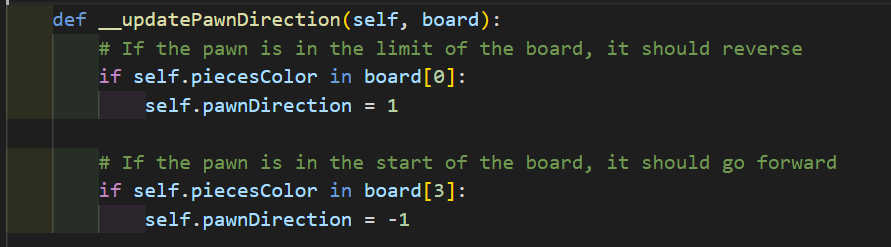 def __updatePawnDirection(self, board):
# If the pawn is in the limit of the board, it should reverse
if self.piecesColor in board[0]:
self.pawnDirection = 1
# If the pawn is in the start of the board, it should go forward
if self.piecesColor in board[3]:
self.pawnDirection = -1